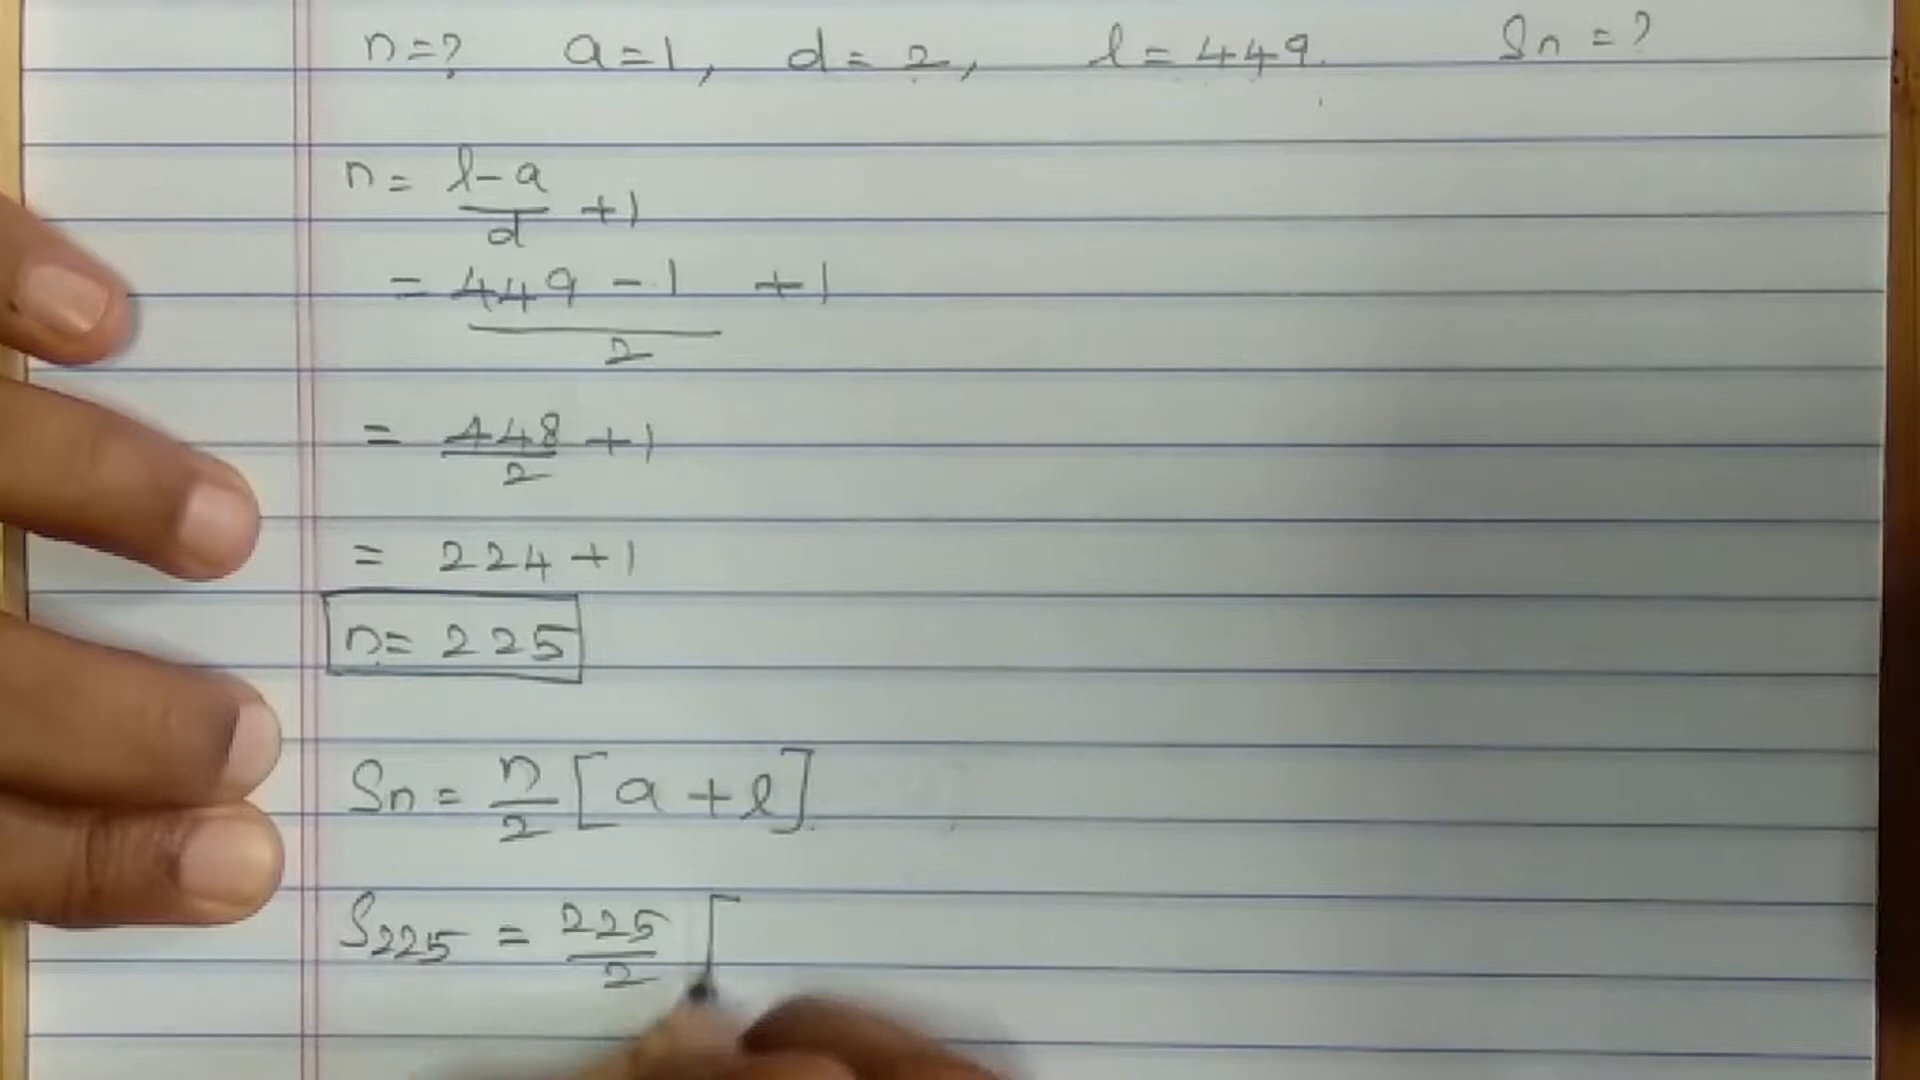 n=? a=1, d=2, l=449. Sn=?
n= l-a/d +1
= 449-1/2 +1
= 448/2 +1
= 224+1
n= 225
Sn= n/2 [a+l]
S225 = 225/2 [